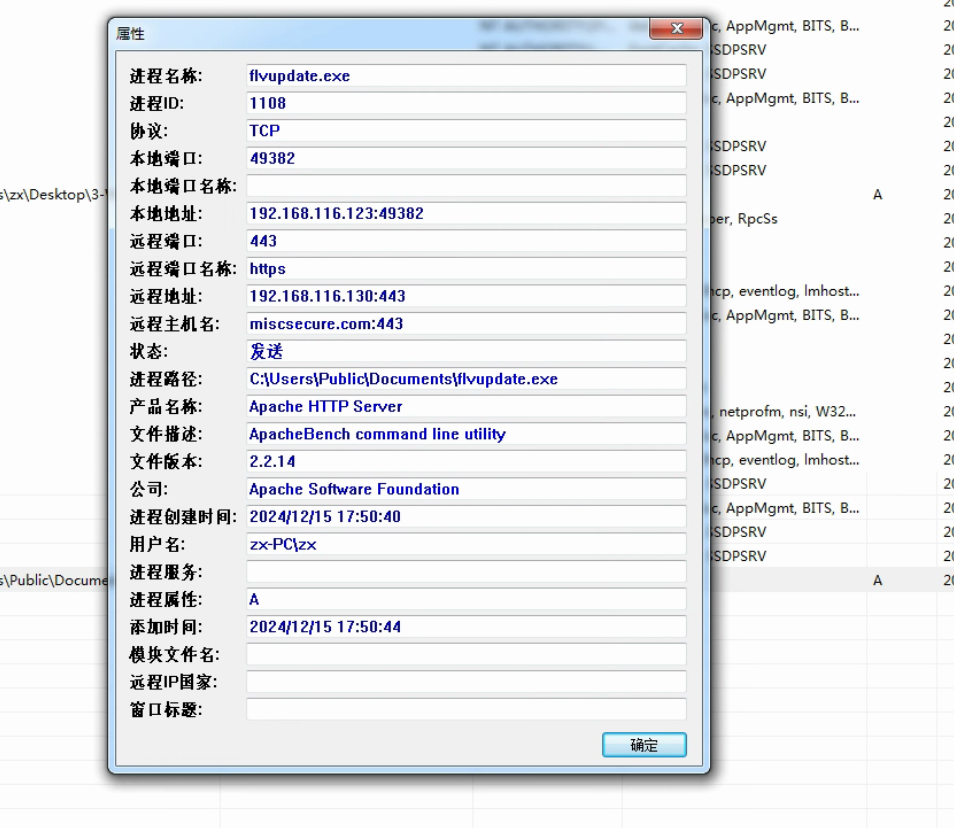 属性
进程名称: flvupdate.exe
进程ID: 1108
协议: TCP
本地端口: 49382
本地端口名称:
本地地址: 192.168.116.123:49382
远程端口: 443
远程端口名称: https
远程地址: 192.168.116.130:443
远程主机名: miscsecure.com:443
状态: 发送
进程路径: C:\Users\Public\Documents\flvupdate.exe
产品名称: Apache HTTP Server
文件描述: ApacheBench command line utility
文件版本: 2.2.14
公司: Apache Software Foundation
进程创建时间: 2024/12/15 17:50:40
用户名: zx-PC\zx
进程服务:
进程属性: A
添加时间: 2024/12/15 17:50:44
模块文件名:
远程IP国家:
窗口标题:
确定
s\zx\Desktop\3-
s\Public\Docume
c, AppMgmt, BITS, B...
SSDPSRV
SSDPSRV
c, AppMgmt, BITS, B...
SSDPSRV
SSDPSRV
A
per, RpcSs
hcp, eventlog, lmhost...
c, AppMgmt, BITS, B...
, netprofm, nsi, W32...
c, AppMgmt, BITS, B...
hcp, eventlog, lmhost...
SSDPSRV
c, AppMgmt, BITS, B...
SSDPSRV
SSDPSRV
A